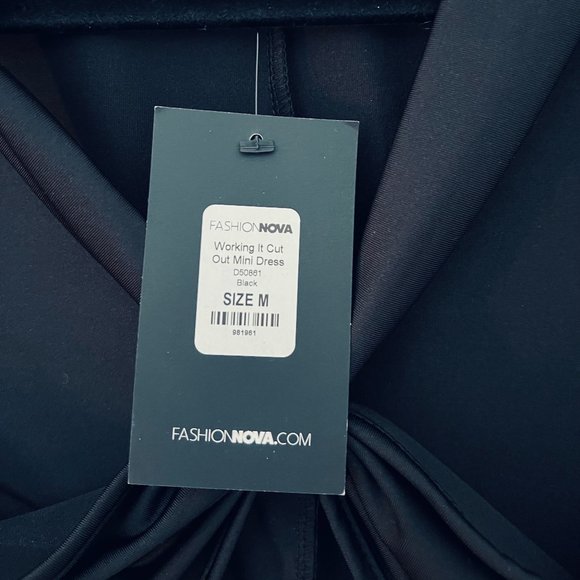 FASHIONNOVA
Working It Cut
Out Mini Dress
D50861
Black
SIZE M
981961
FASHIONNOVA.COM